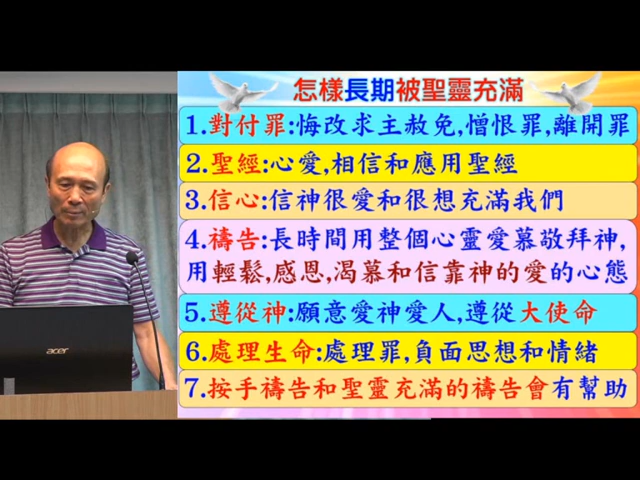 怎樣長期被聖靈充滿
1.對付罪:悔改求主赦免,憎恨罪,離開罪
2.聖經:心愛,相信和應用聖經
3.信心:信神很愛和很想充滿我們
4.禱告:長時間用整個心靈愛慕敬拜神,
用輕鬆,感恩,渴慕和信靠神的愛的心態
5.遵從神:願意愛神愛人,遵從大使命
6.處理生命:處理罪,負面思想和情緒
7.按手禱告和聖靈充滿的禱告會有幫助
acer